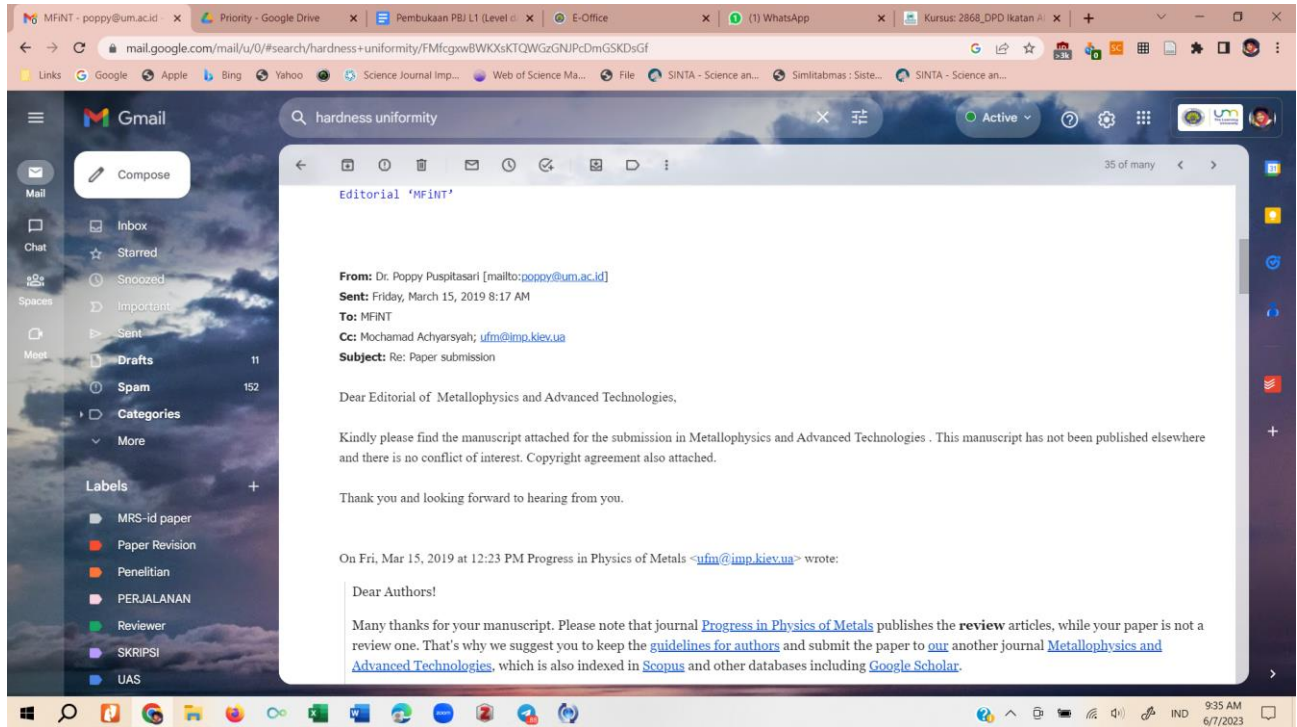 MFiNT - poppy@um.ac.id -
Priority - Google Drive
Pembukaan PBJ L1 (Level d
E-Office
(1) WhatsApp
Kursus: 2868_DPD Ikatan A
mail.google.com/mail/u/0/#search/hardness+uniformity/FMfcgxwBWKXsKTQWGzGNJPcDmGSKDsGf
Links
Google
Apple
Bing
Yahoo
Science Journal Imp...
Web of Science Ma...
File
SINTA - Science an...
Simlitabmas : Siste...
SINTA - Science an...
Gmail
hardness uniformity
Active
Compose
35 of many
Mail
Chat
Spaces
Meet
Inbox
Starred
Snoozed
Important
Sent
Drafts 11
Spam 152
Categories
More
Labels
MRS-id paper
Paper Revision
Penelitian
PERJALANAN
Reviewer
SKRIPSI
UAS
Editorial ‘MFiNT’
From: Dr. Poppy Puspitasari [mailto:poppy@um.ac.id]
Sent: Friday, March 15, 2019 8:17 AM
To: MFiNT
Cc: Mochamad Achyarsyah; ufm@imp.kiev.ua
Subject: Re: Paper submission
Dear Editorial of Metallophysics and Advanced Technologies,
Kindly please find the manuscript attached for the submission in Metallophysics and Advanced Technologies . This manuscript has not been published elsewhere
and there is no conflict of interest. Copyright agreement also attached.
Thank you and looking forward to hearing from you.
On Fri, Mar 15, 2019 at 12:23 PM Progress in Physics of Metals <ufm@imp.kiev.ua> wrote:
Dear Authors!
Many thanks for your manuscript. Please note that journal Progress in Physics of Metals publishes the review articles, while your paper is not a
review one. That's why we suggest you to keep the guidelines for authors and submit the paper to our another journal Metallophysics and
Advanced Technologies, which is also indexed in Scopus and other databases including Google Scholar.
IND
9:35 AM
6/7/2023